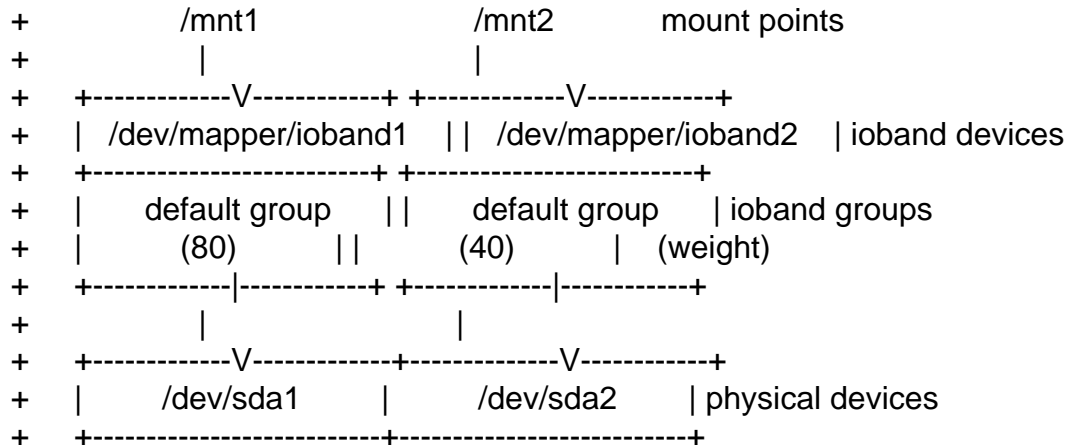 + /mnt1 /mnt2 mount points
+ | |
+ +-------------V------------+ +-------------V------------+
+ | /dev/mapper/ioband1 | | /dev/mapper/ioband2 | ioband devices
+ +--------------------------+ +--------------------------+
+ | default group | | default group | ioband groups
+ | (80) | | (40) | (weight)
+ +-------------|------------+ +-------------|------------+
+ | |
+ +-------------V-------------+--------------V------------+
+ | /dev/sda1 | /dev/sda2 | physical devices
+ +---------------------------+---------------------------+